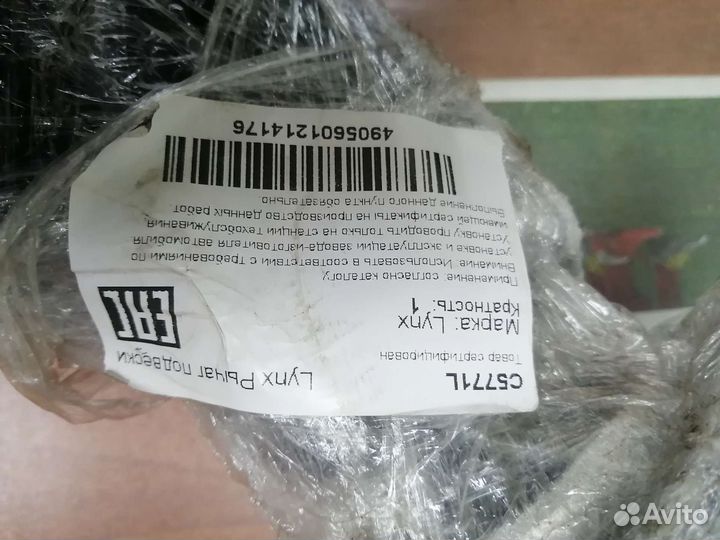 C5771L
Lynx Рычаг подвески
Товар сертифицирован
Марка: Lynx
Кратность: 1
EAC
Применение: согласно каталогу.
Внимание: Использовать в соответствии с требованиями по
установке и эксплуатации завода-изготовителя автомобиля.
Установку проводить только на станции техобслуживания
имеющей сертификаты на производство данных работ.
Выполнение данного пункта обязательно
4905601214176
Avito